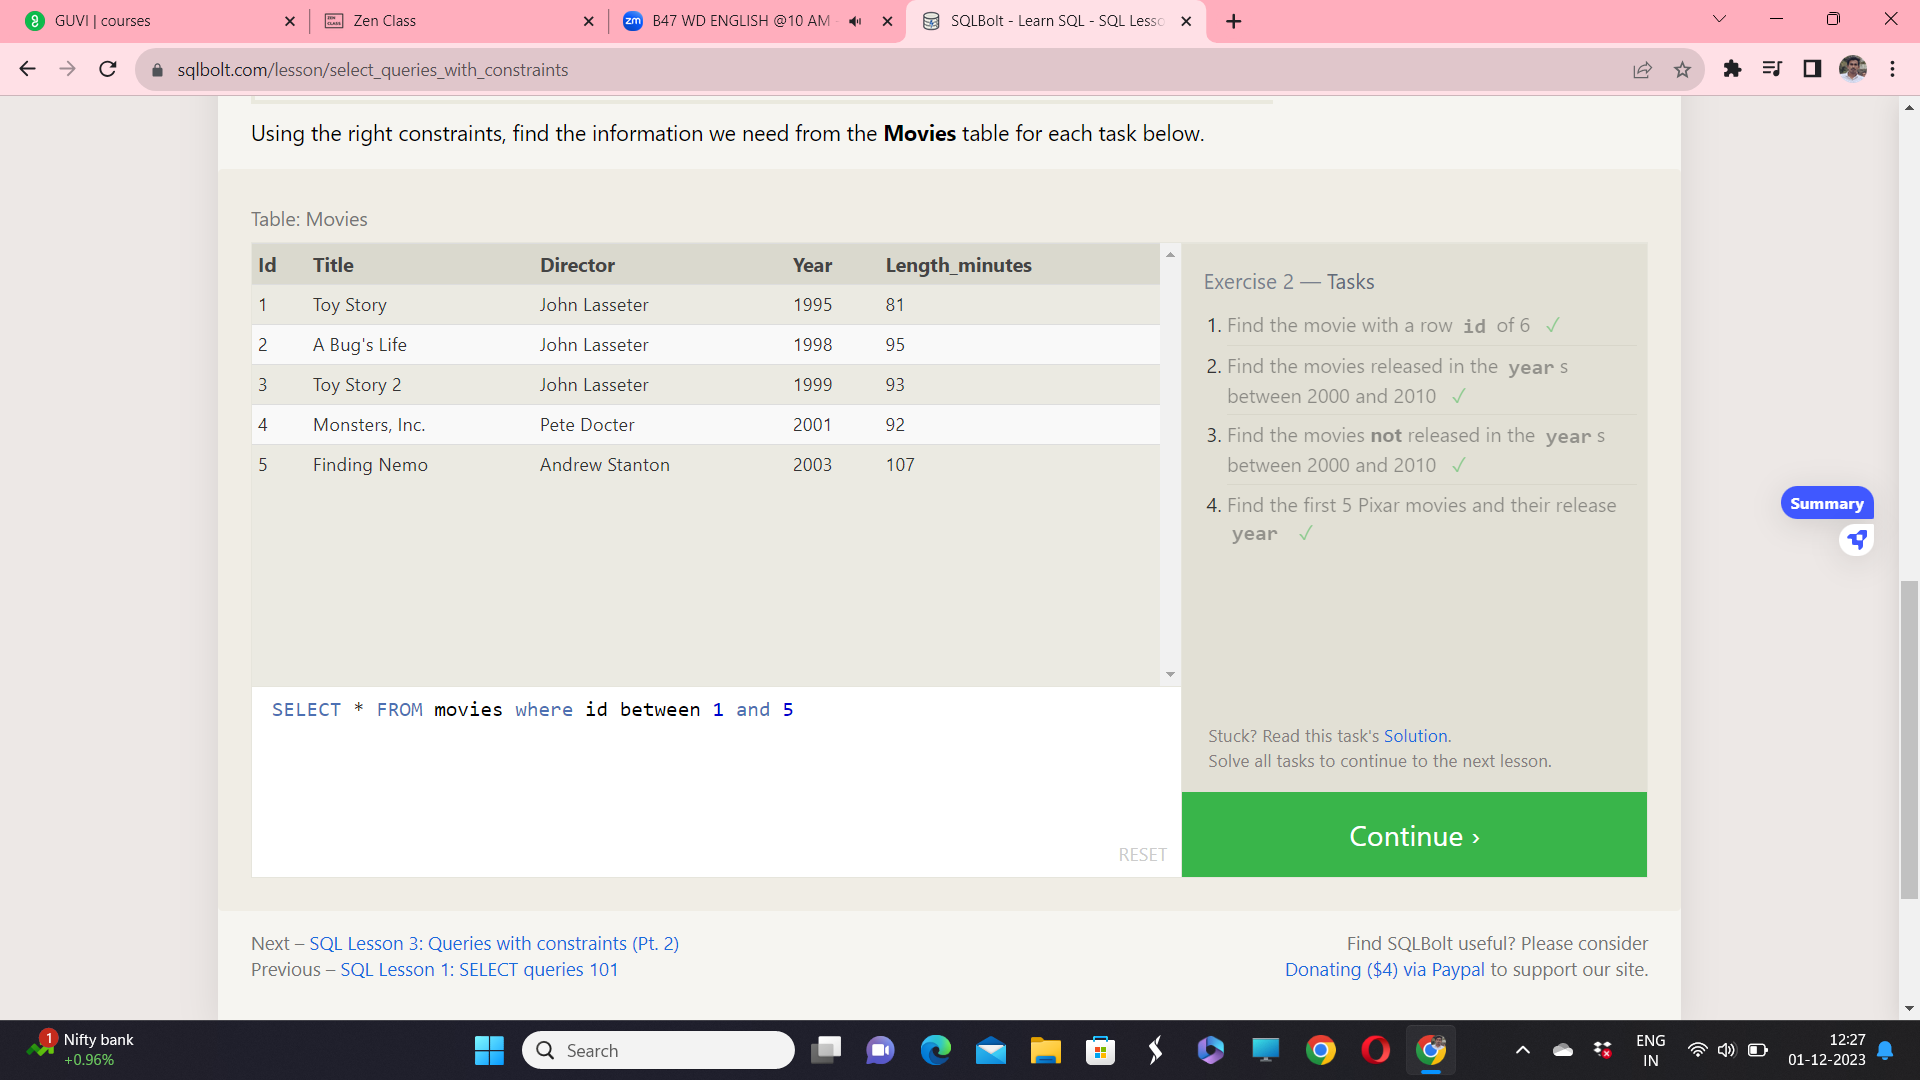 GUVI | courses
Zen Class
B47 WD ENGLISH @10 AM
SQLBolt - Learn SQL - SQL Lesso
sqlbolt.com/lesson/select_queries_with_constraints
Using the right constraints, find the information we need from the Movies table for each task below.
Table: Movies
Id Title Director Year Length_minutes
1 Toy Story John Lasseter 1995 81
2 A Bug's Life John Lasseter 1998 95
3 Toy Story 2 John Lasseter 1999 93
4 Monsters, Inc. Pete Docter 2001 92
5 Finding Nemo Andrew Stanton 2003 107
SELECT * FROM movies where id between 1 and 5
RESET
Exercise 2 — Tasks
1. Find the movie with a row id of 6 ✓
2. Find the movies released in the year s
between 2000 and 2010 ✓
3. Find the movies not released in the year s
between 2000 and 2010 ✓
4. Find the first 5 Pixar movies and their release
year ✓
Stuck? Read this task's Solution.
Solve all tasks to continue to the next lesson.
Continue ›
Summary
Next – SQL Lesson 3: Queries with constraints (Pt. 2)
Previous – SQL Lesson 1: SELECT queries 101
Find SQLBolt useful? Please consider
Donating ($4) via Paypal to support our site.
1
Nifty bank
+0.96%
Search
ENG
IN
12:27
01-12-2023